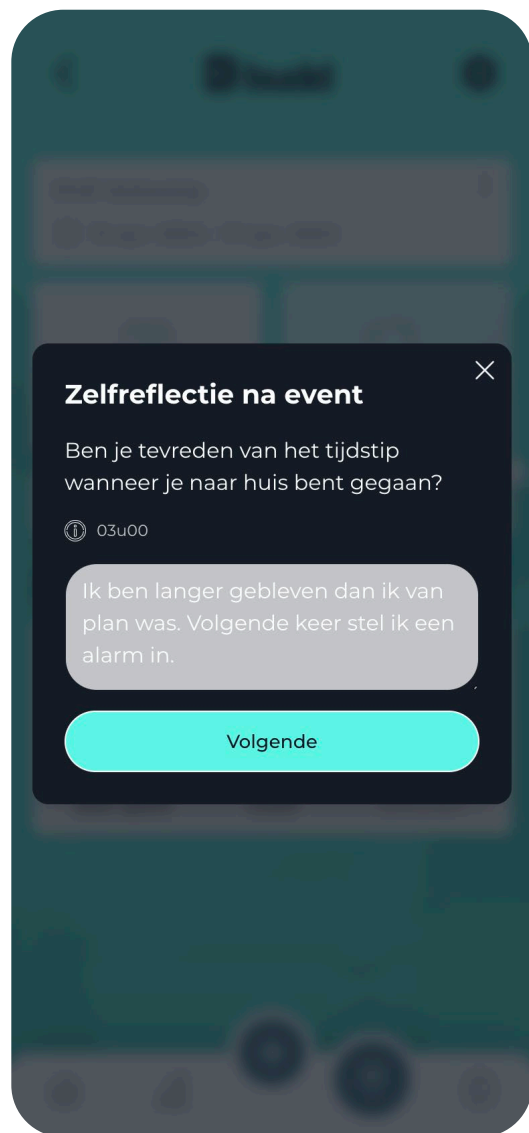 Zelfreflectie na event
Ben je tevreden van het tijdstip
wanneer je naar huis bent gegaan?
03u00
Ik ben langer gebleven dan ik van
plan was. Volgende keer stel ik een
alarm in.
Volgende